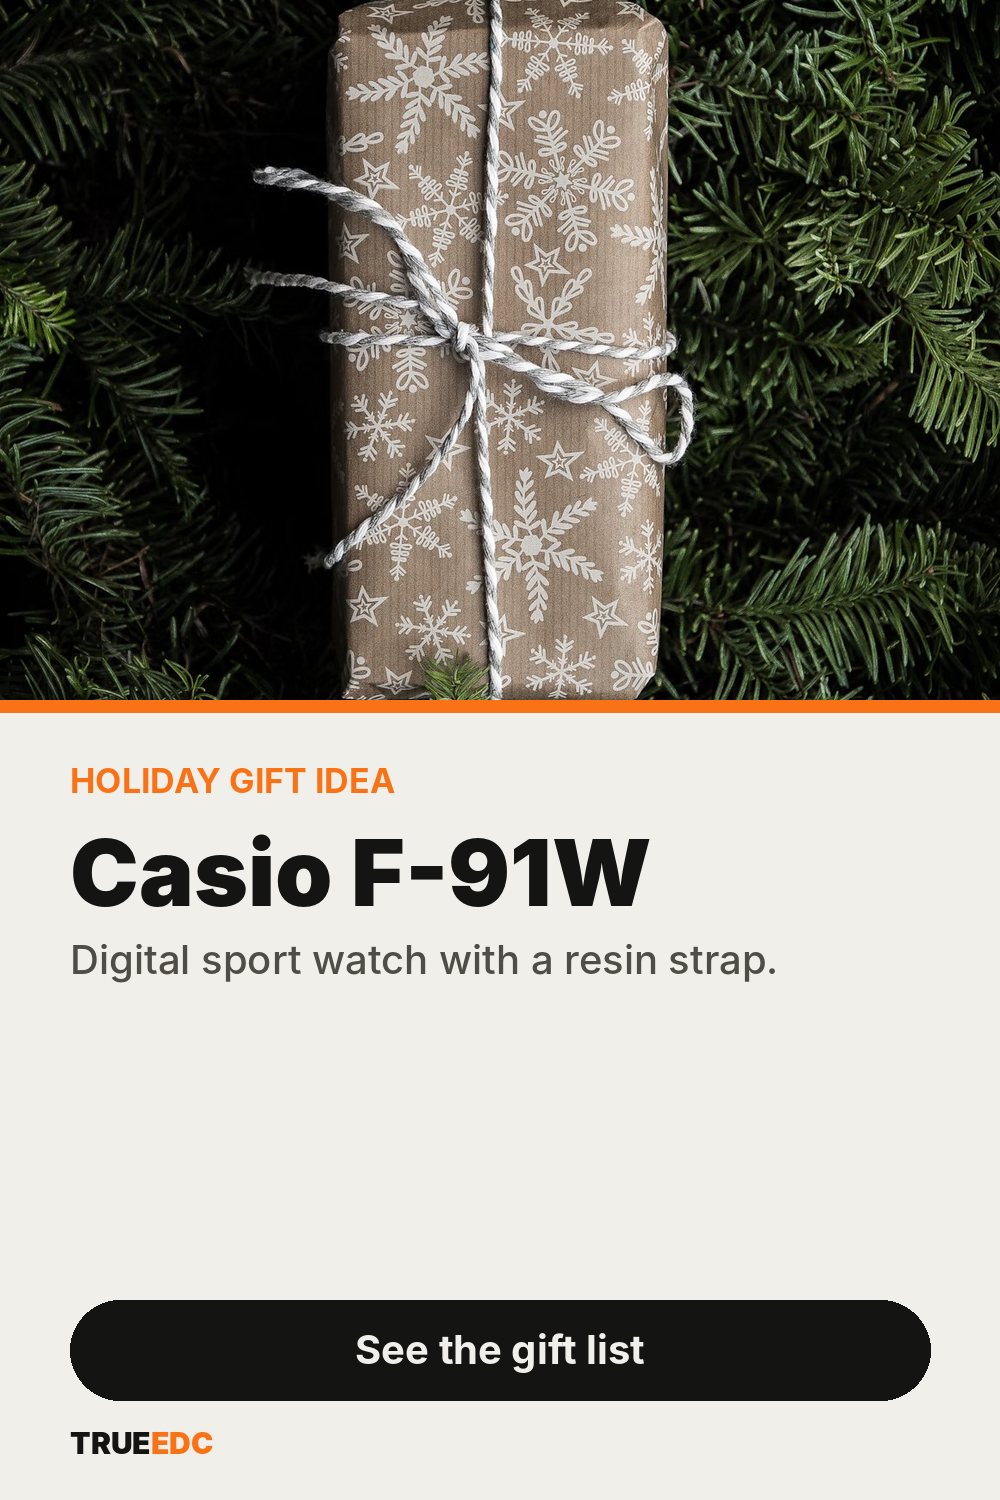 HOLIDAY GIFT IDEA
Casio F-91W
Digital sport watch with a resin strap.
See the gift list
TRUEEDC